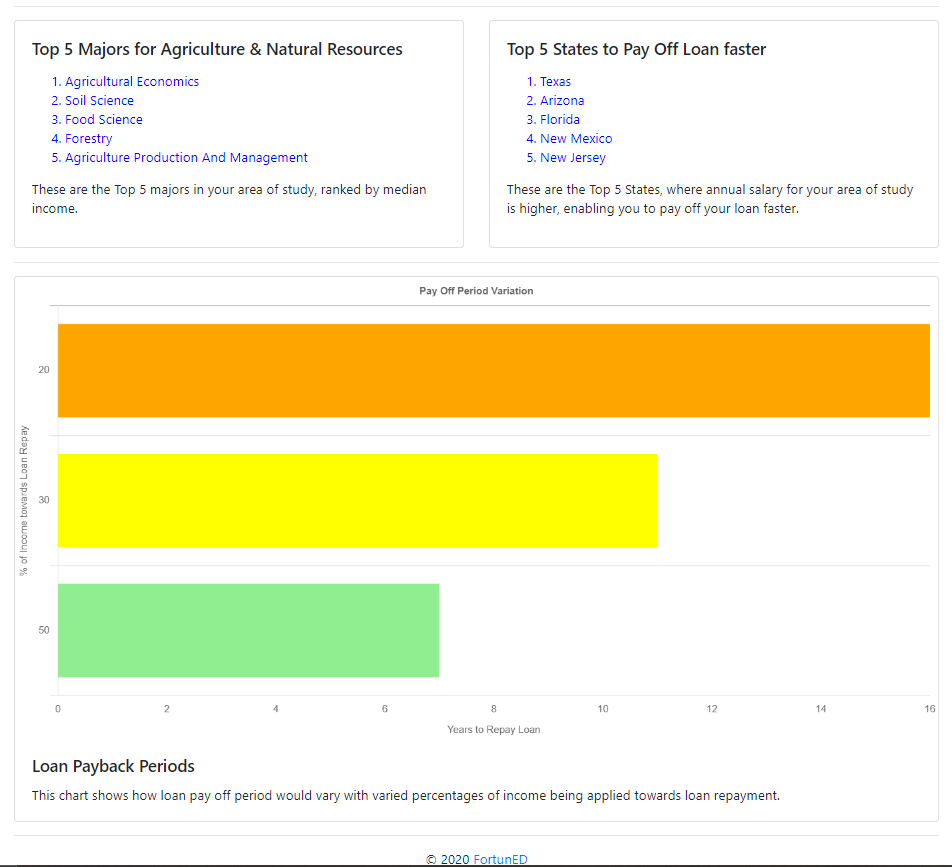 Top 5 Majors for Agriculture & Natural Resources
1. Agricultural Economics
2. Soil Science
3. Food Science
4. Forestry
5. Agriculture Production And Management
These are the Top 5 majors in your area of study, ranked by median
income.
Top 5 States to Pay Off Loan faster
1. Texas
2. Arizona
3. Florida
4. New Mexico
5. New Jersey
These are the Top 5 States, where annual salary for your area of study
is higher, enabling you to pay off your loan faster.
Pay Off Period Variation
% of Income towards Loan Repay
20
30
50
0 2 4 6 8 10 12 14 16
Years to Repay Loan
Loan Payback Periods
This chart shows how loan pay off period would vary with varied percentages of income being applied towards loan repayment.
© 2020 FortunED